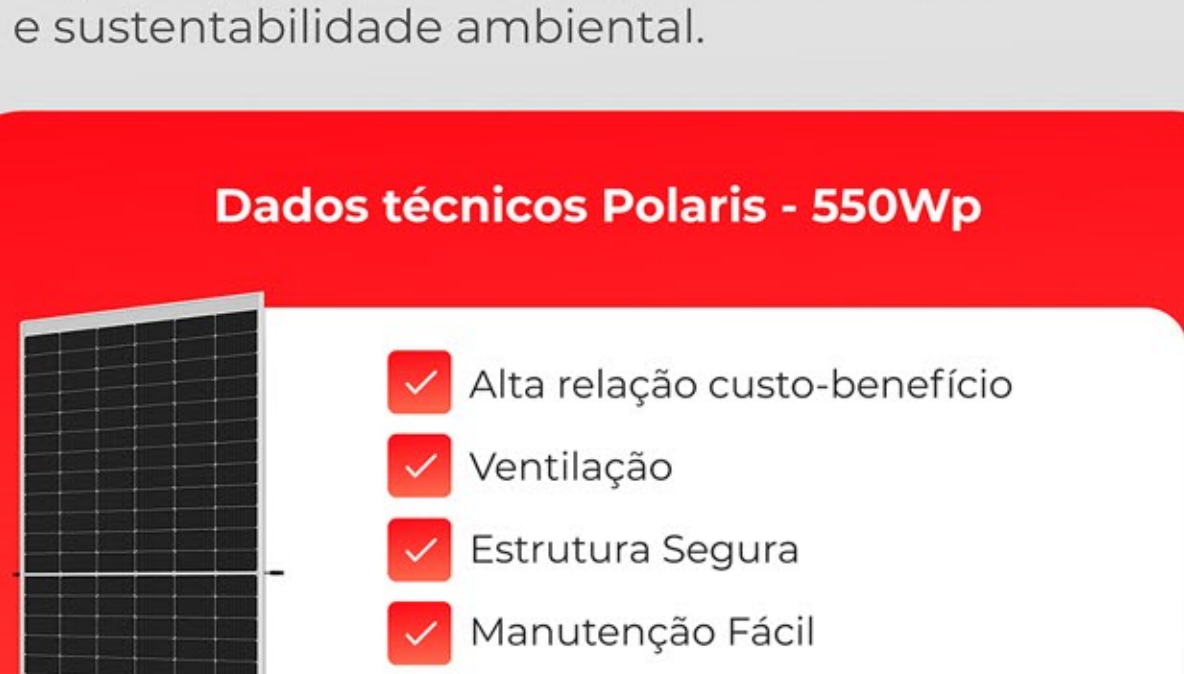 e sustentabilidade ambiental.
Dados técnicos Polaris - 550Wp
Alta relação custo-benefício
Ventilação
Estrutura Segura
Manutenção Fácil